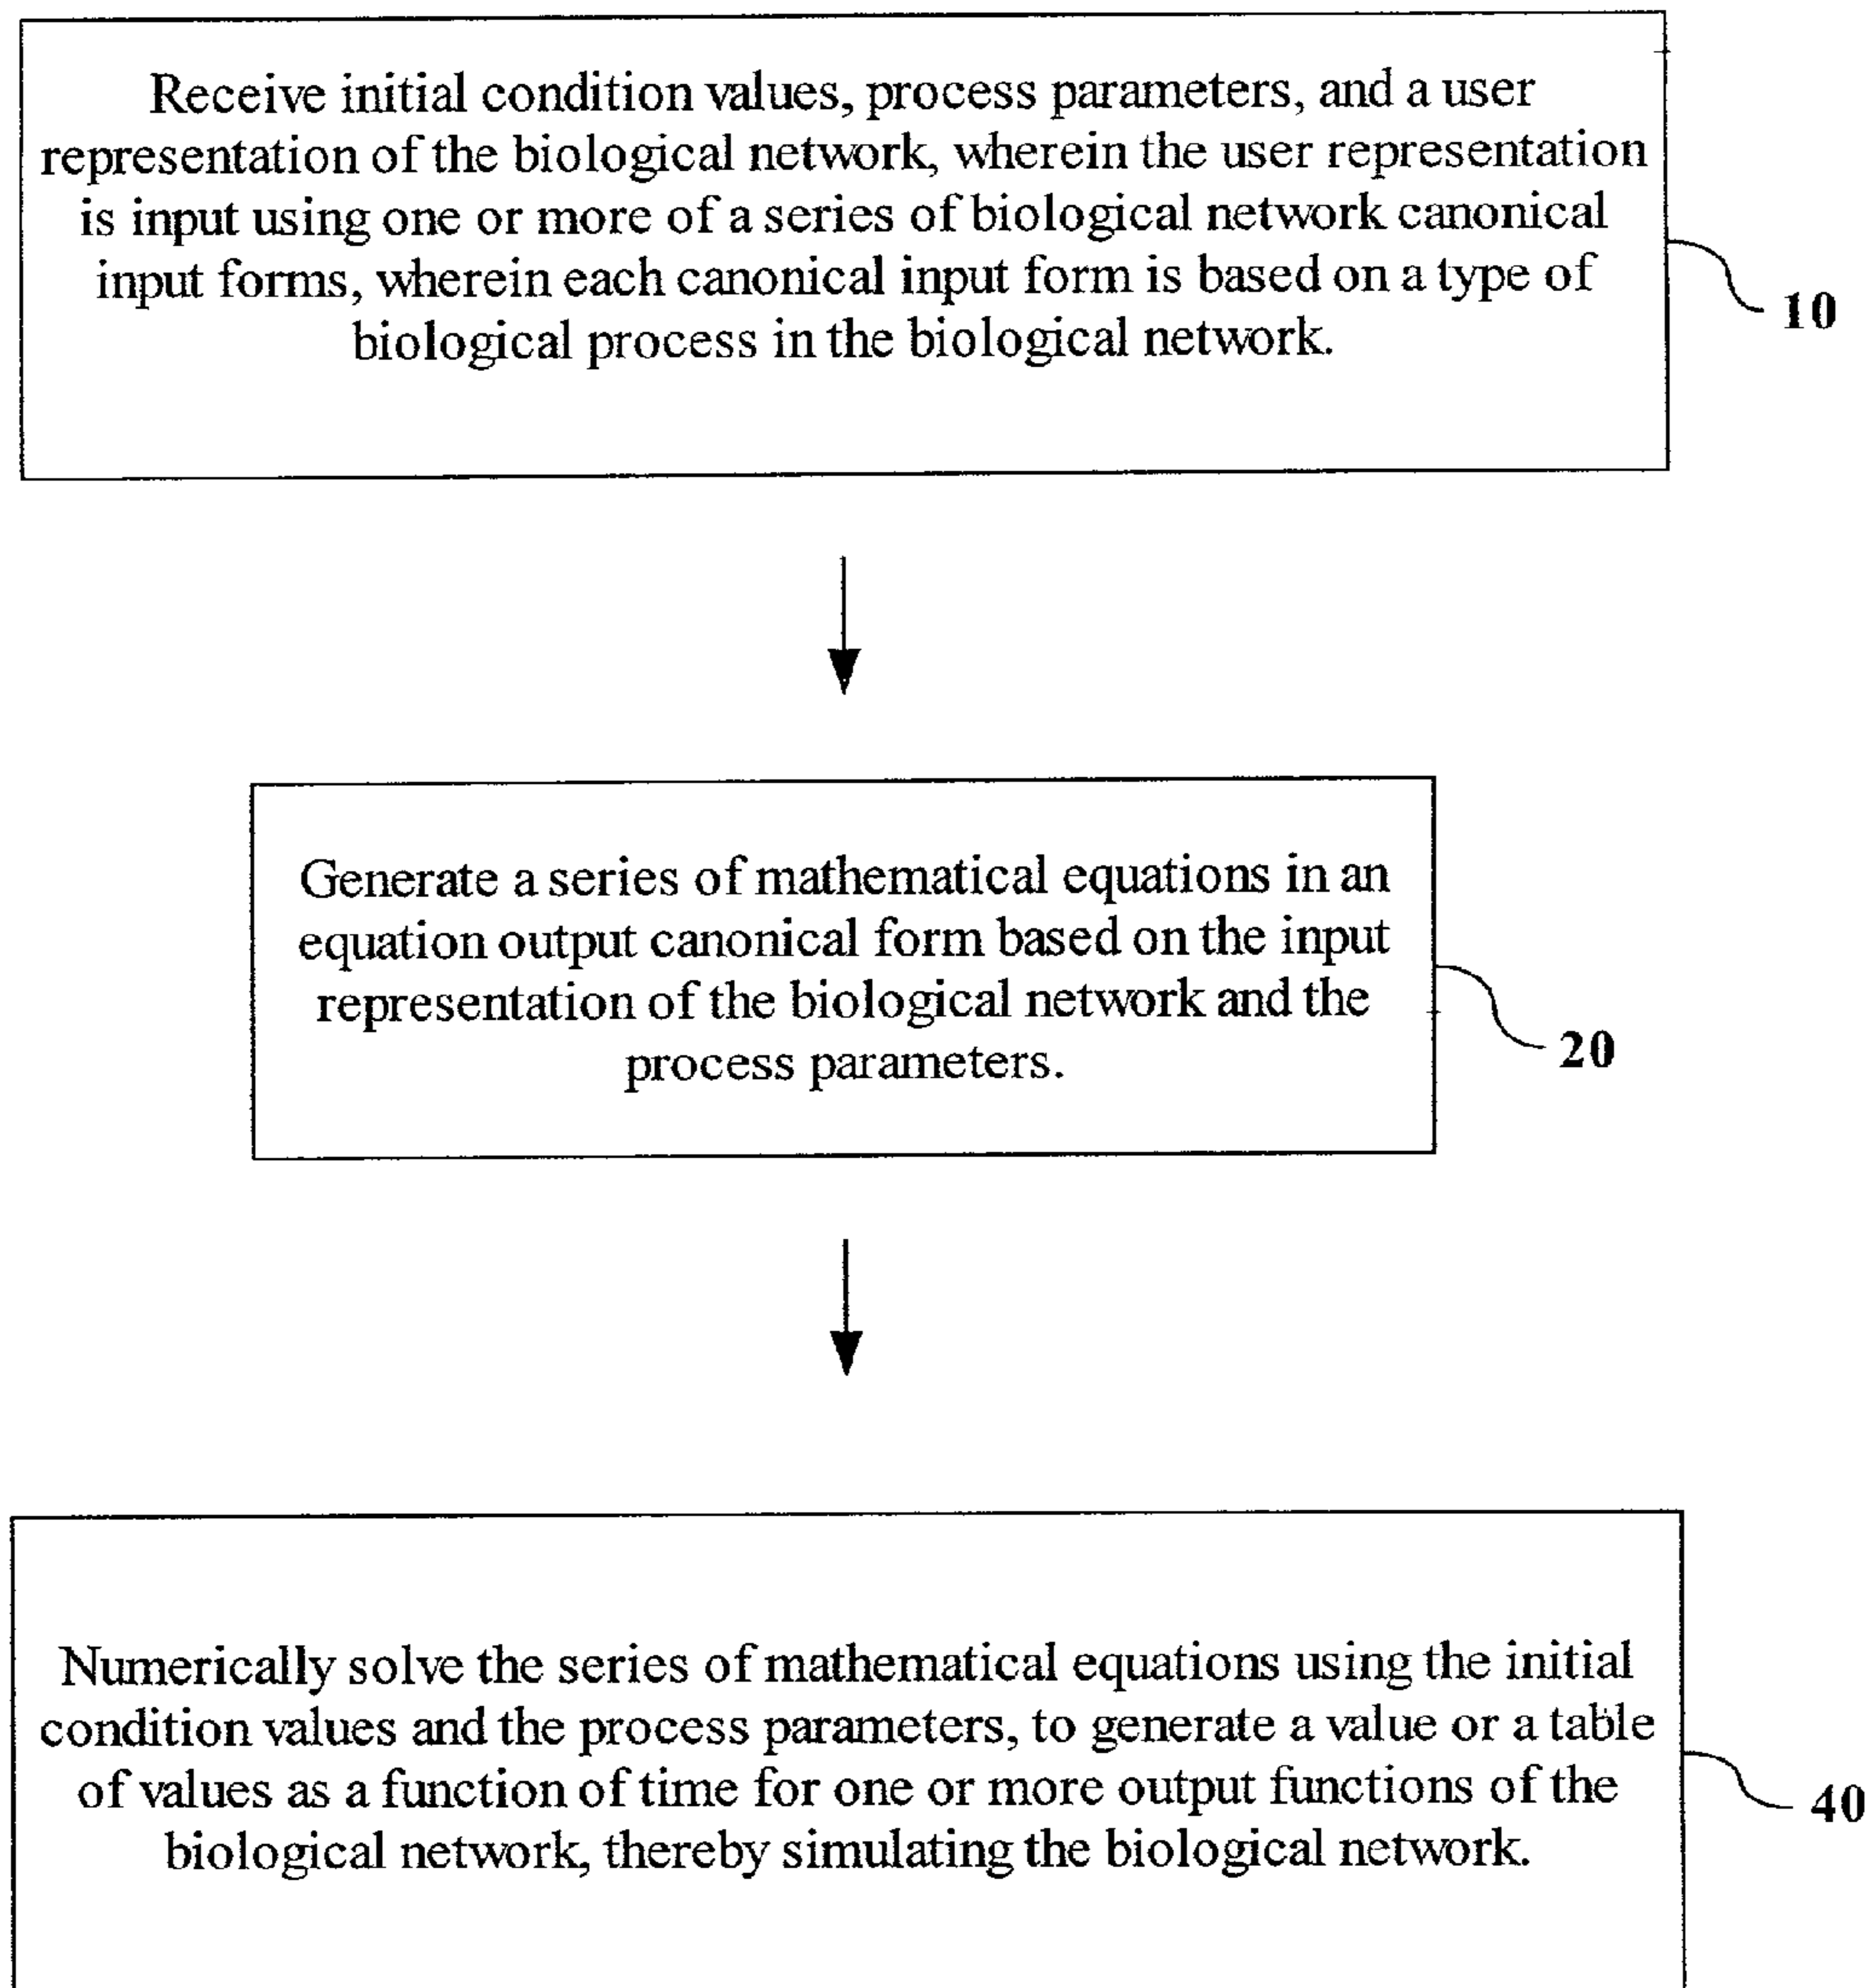 Receive initial condition values, process parameters, and a user
representation of the biological network, wherein the user representation
is input using one or more of a series of biological network canonical
input forms, wherein each canonical input form is based on a type of
biological process in the biological network.
10
Generate a series of mathematical equations in an
equation output canonical form based on the input
representation of the biological network and the
process parameters.
20
Numerically solve the series of mathematical equations using the initial
condition values and the process parameters, to generate a value or a table
of values as a function of time for one or more output functions of the
biological network, thereby simulating the biological network.
40